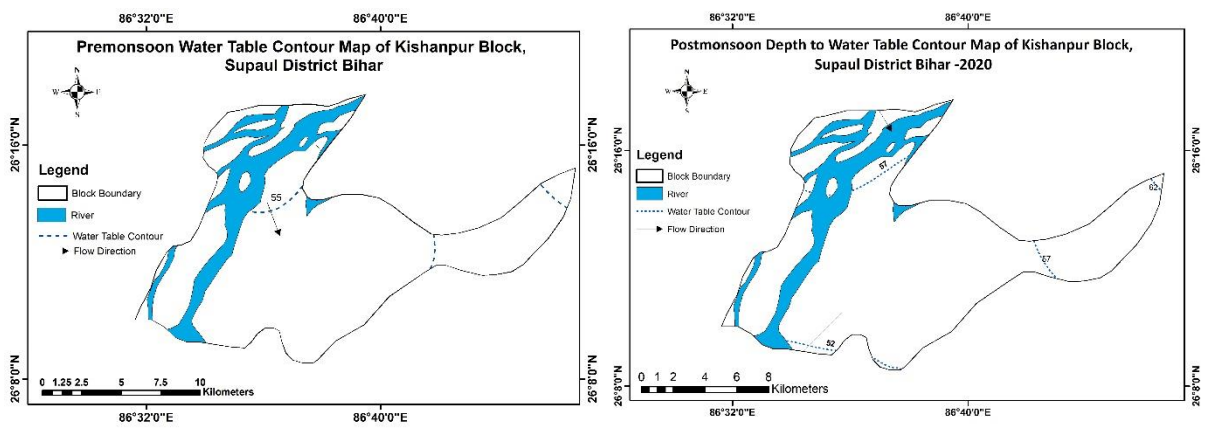 86°32'0"E 86°40'0"E
Premonsoon Water Table Contour Map of Kishanpur Block,
Supaul District Bihar
N
W E
S
26°16'0"N
26°16'0"N
Legend
Block Boundary
River
Water Table Contour
Flow Direction
55
26°8'0"N
26°8'0"N
0 1.25 2.5 5 7.5 10
Kilometers
86°32'0"E 86°40'0"E
86°32'0"E 86°40'0"E
Postmonsoon Depth to Water Table Contour Map of Kishanpur Block,
Supaul District Bihar -2020
N
W E
S
26°16'0"N
26°16'0"N
Legend
Block Boundary
River
Water Table Contour
Flow Direction
57
62
57
52
26°8'0"N
26°8'0"N
0 1 2 4 6 8
Kilometers
86°32'0"E 86°40'0"E